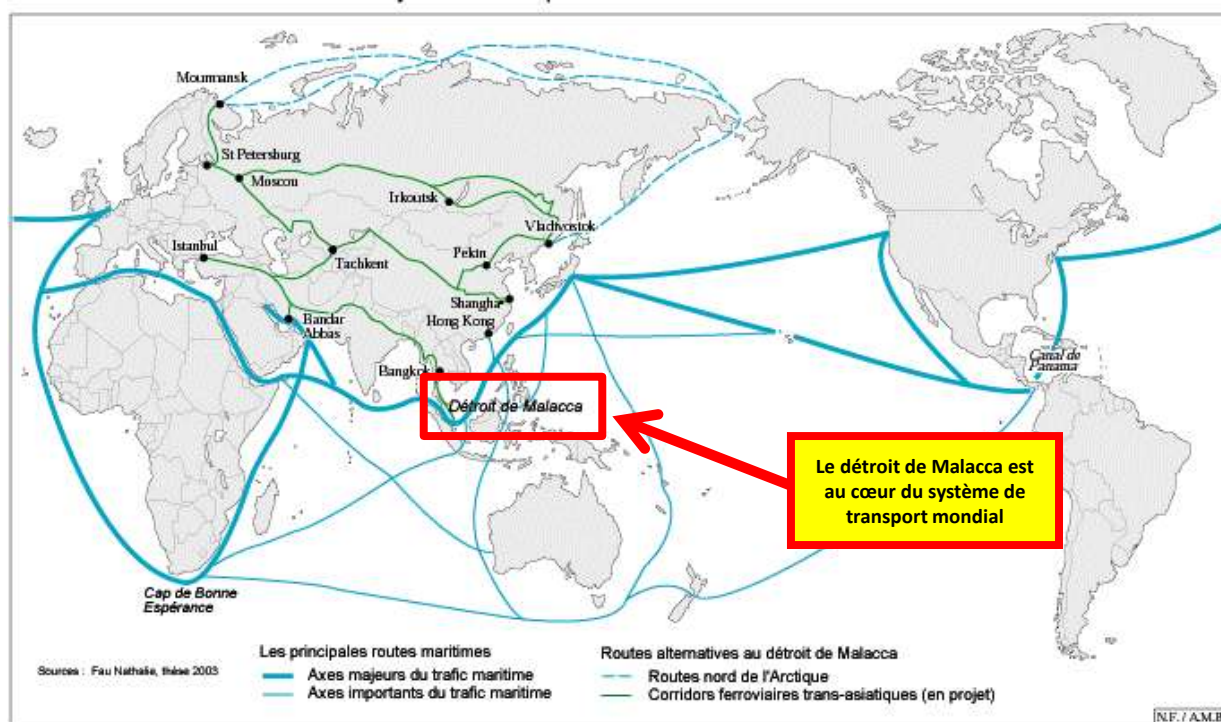 Mourmansk
St Petersburg
Moscou
Irkoutsk
Vladivostok
Istanbul
Pekin
Tachkent
Shangha
Hong Kong
Bandar
Abbas
Bangkok
Canal de
Panama
Détroit de Malacca
Le détroit de Malacca est
au cœur du système de
transport mondial
Cap de Bonne
Espérance
Sources : Fau Nathalie, thèse 2003
Les principales routes maritimes
Axes majeurs du trafic maritime
Axes importants du trafic maritime
Routes alternatives au détroit de Malacca
Routes nord de l'Arctique
Corridors ferroviaires trans-asiatiques (en projet)
N.F. / A.M.B